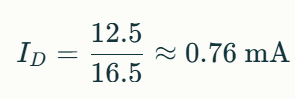 I_D = 12.5/16.5 ≈ 0.76 mA